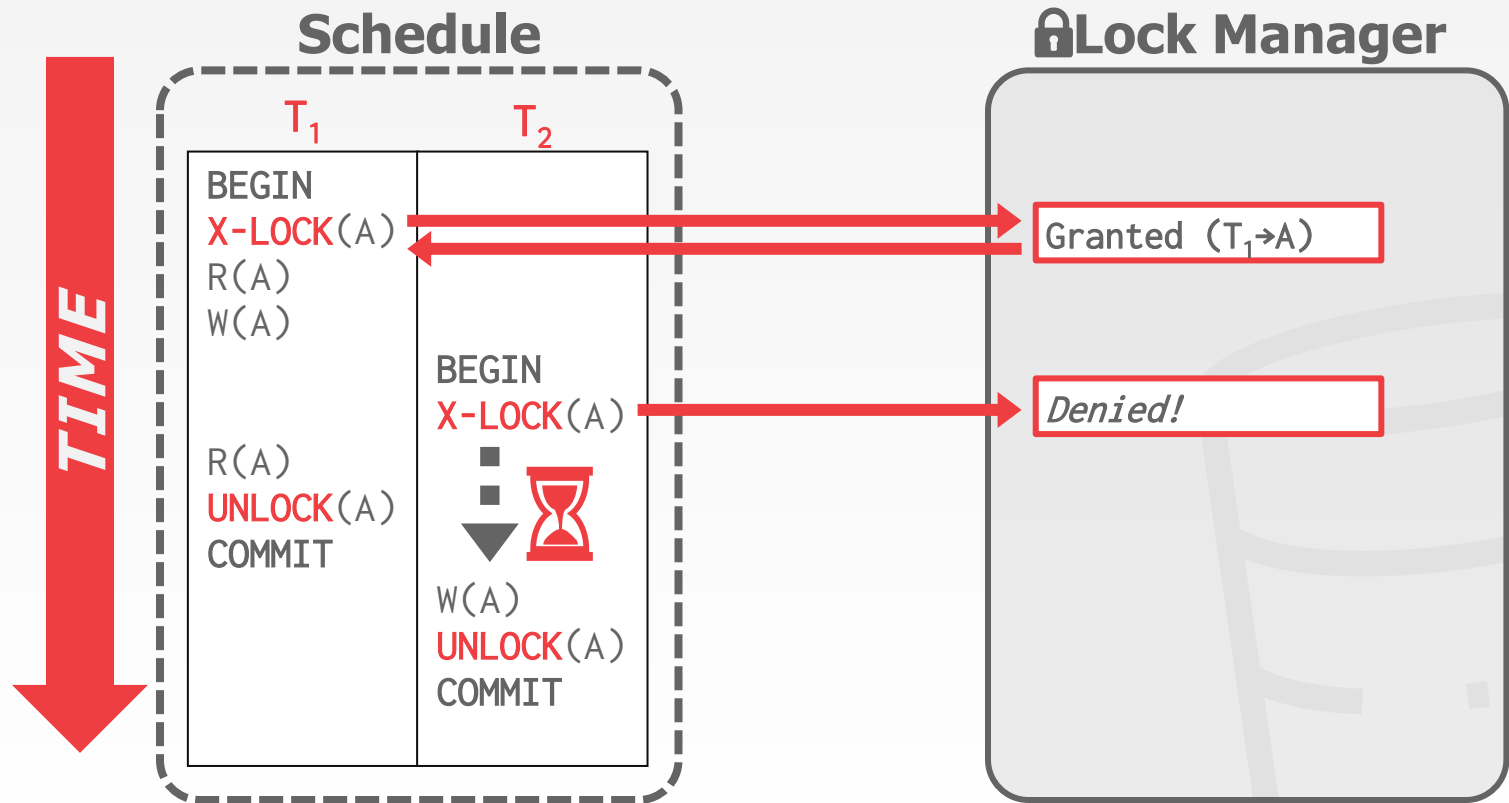 Schedule
Lock Manager
TIME
T₁
T₂
BEGIN
X-LOCK(A)
R(A)
W(A)
BEGIN
X-LOCK(A)
R(A)
UNLOCK(A)
COMMIT
W(A)
UNLOCK(A)
COMMIT
Granted (T₁→A)
Denied!